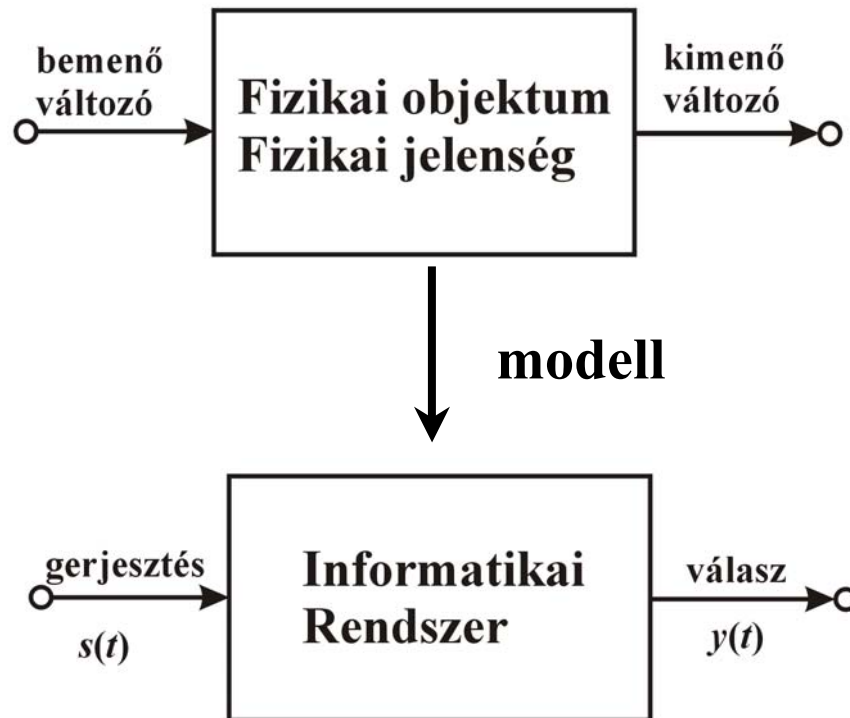 bemenő
változó
Fizikai objektum
Fizikai jelenség
kimenő
változó
modell
gerjesztés
s(t)
Informatikai
Rendszer
válasz
y(t)